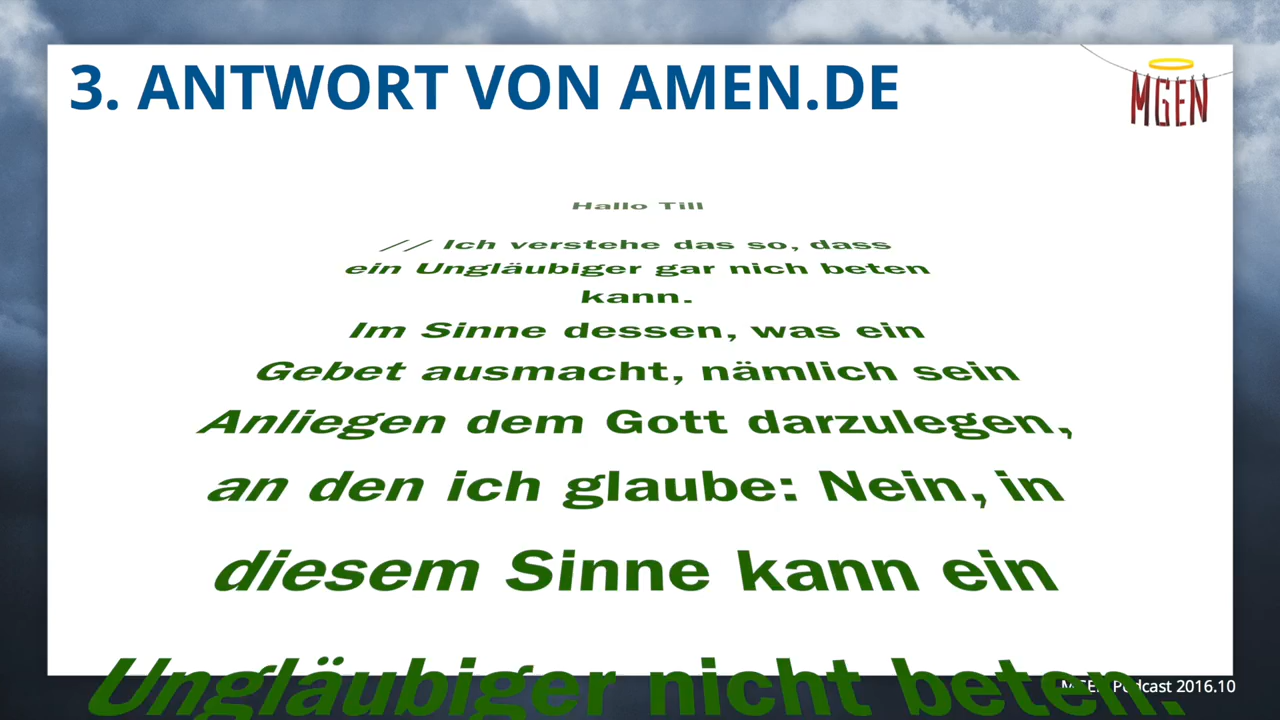 3. ANTWORT VON AMEN.DE
MGEN
Hallo Till
// Ich verstehe das so, dass
ein Ungläubiger gar nich beten
kann.
Im Sinne dessen, was ein
Gebet ausmacht, nämlich sein
Anliegen dem Gott darzulegen,
an den ich glaube: Nein, in
diesem Sinne kann ein
Ungläubiger nicht beten.
MGEN Podcast 2016.10